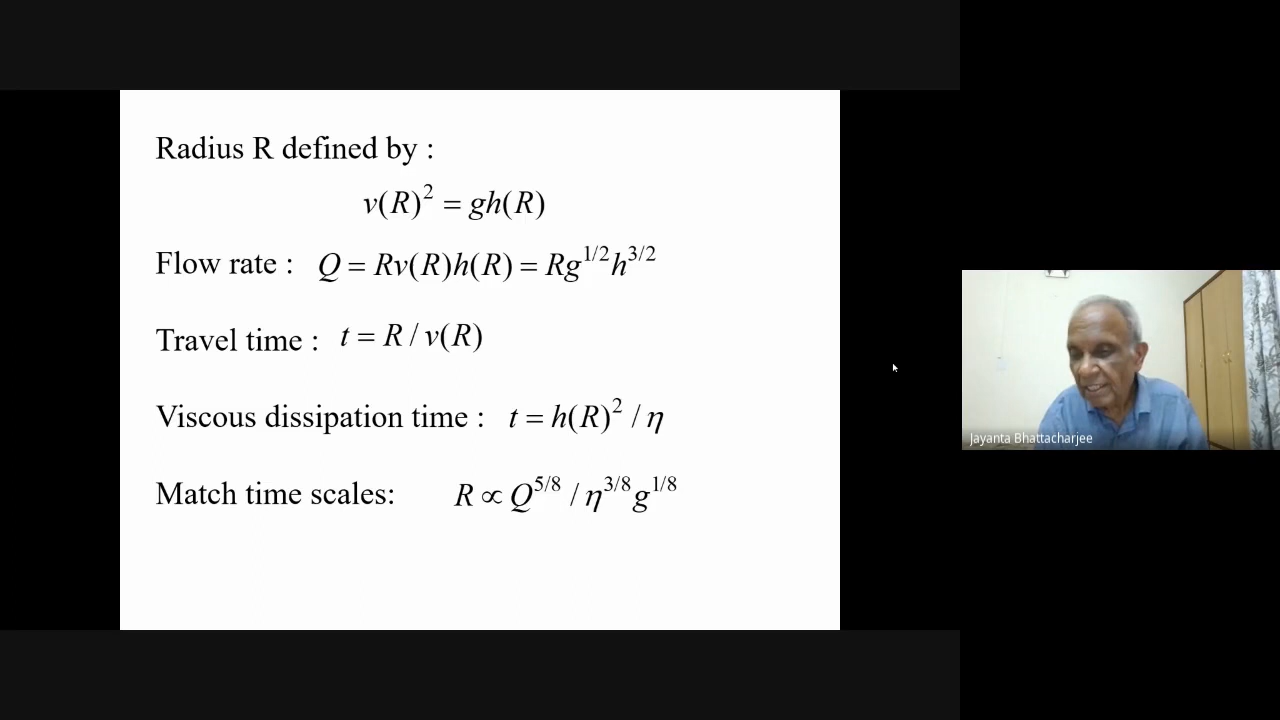 Radius R defined by :
v(R)² = gh(R)
Flow rate : Q = Rv(R)h(R) = Rg^{1/2}h^{3/2}
Travel time : t = R / v(R)
Viscous dissipation time : t = h(R)² / η
Match time scales: R ∝ Q^{5/8} / η^{3/8}g^{1/8}
Jayanta Bhattacharjee